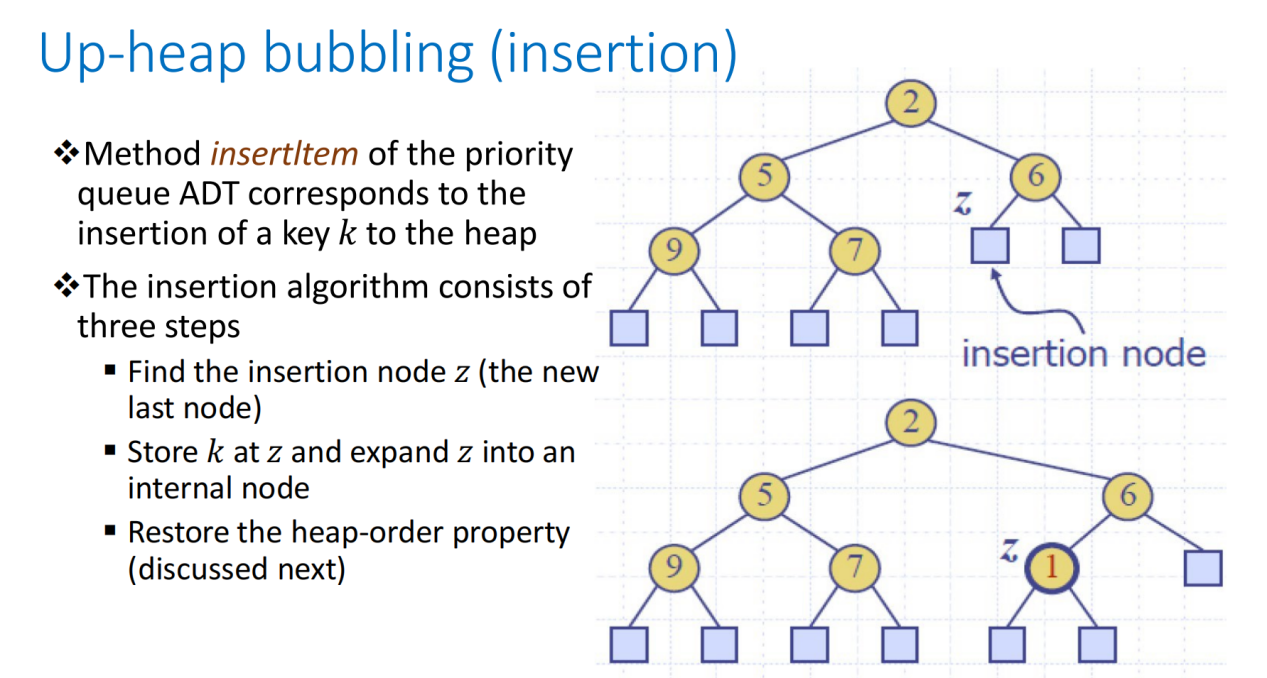 Up-heap bubbling (insertion)
❖Method insertItem of the priority
queue ADT corresponds to the
insertion of a key k to the heap
❖The insertion algorithm consists of
three steps
▪ Find the insertion node z (the new
last node)
▪ Store k at z and expand z into an
internal node
▪ Restore the heap-order property
(discussed next)
2
5 6
z
9 7
insertion node
2
5 6
z
9 7 1